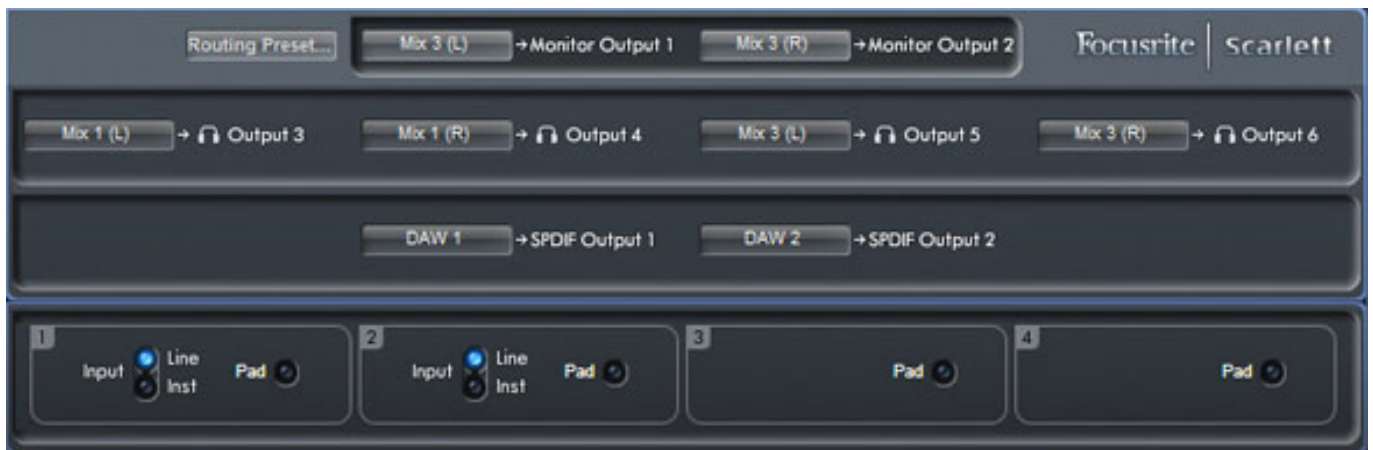 Routing Preset... Mix 3 (L) →Monitor Output 1 Mix 3 (R) →Monitor Output 2 Focusrite | Scarlett
Mix 1 (L) → Output 3 Mix 1 (R) → Output 4 Mix 3 (L) → Output 5 Mix 3 (R) → Output 6
DAW 1 →SPDIF Output 1 DAW 2 →SPDIF Output 2
1 2 3 4
Line Line
Input Pad Input Pad Pad Pad
Inst Inst